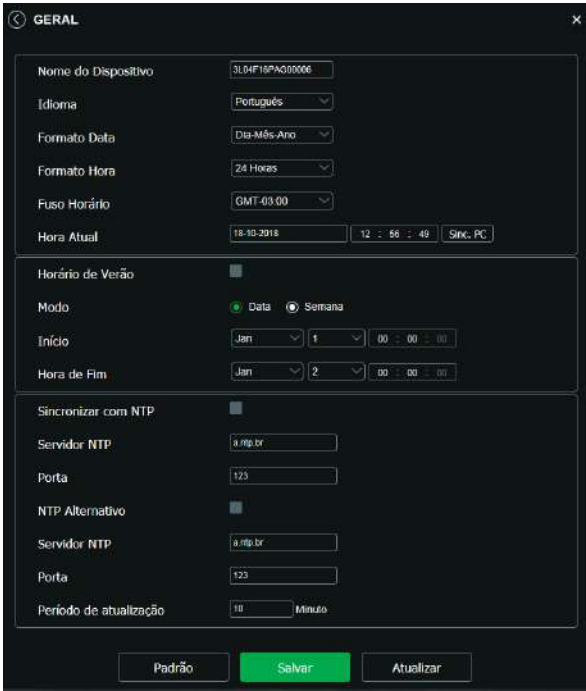 GERAL ×
Nome do Dispositivo 3L04F16PAG00006
Idioma Português
Formato Data Dia-Mês-Ano
Formato Hora 24 Horas
Fuso Horário GMT-03:00
Hora Atual 18-10-2018 12 : 56 : 49 Sinc. PC
Horário de Verão
Modo Data Semana
Início Jan 1 00 : 00 : 00
Hora de Fim Jan 2 00 : 00 : 00
Sincronizar com NTP
Servidor NTP a.ntp.br
Porta 123
NTP Alternativo
Servidor NTP a.ntp.br
Porta 123
Período de atualização 10 Minuto
Padrão Salvar Atualizar